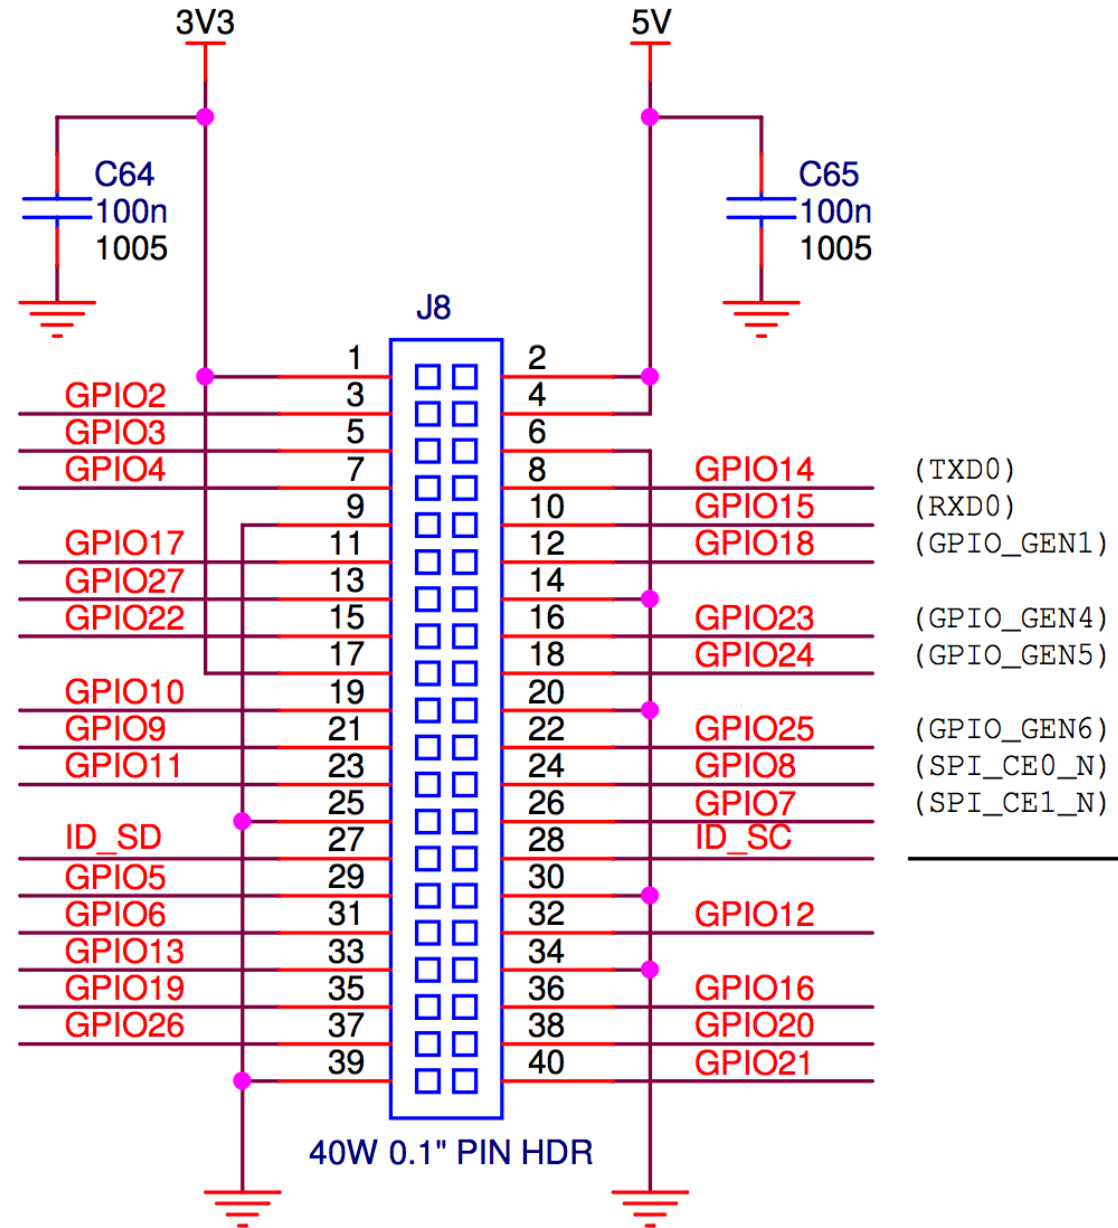 3V3 5V
C64 C65
100n 100n
1005 1005
J8
1 2
GPIO2 3 4
GPIO3 5 6
GPIO4 7 8 GPIO14 (TXD0)
9 10 GPIO15 (RXD0)
GPIO17 11 12 GPIO18 (GPIO_GEN1)
GPIO27 13 14
GPIO22 15 16 GPIO23 (GPIO_GEN4)
17 18 GPIO24 (GPIO_GEN5)
GPIO10 19 20
GPIO9 21 22 GPIO25 (GPIO_GEN6)
GPIO11 23 24 GPIO8 (SPI_CE0_N)
25 26 GPIO7 (SPI_CE1_N)
ID_SD 27 28 ID_SC
GPIO5 29 30
GPIO6 31 32 GPIO12
GPIO13 33 34
GPIO19 35 36 GPIO16
GPIO26 37 38 GPIO20
39 40 GPIO21
40W 0.1" PIN HDR